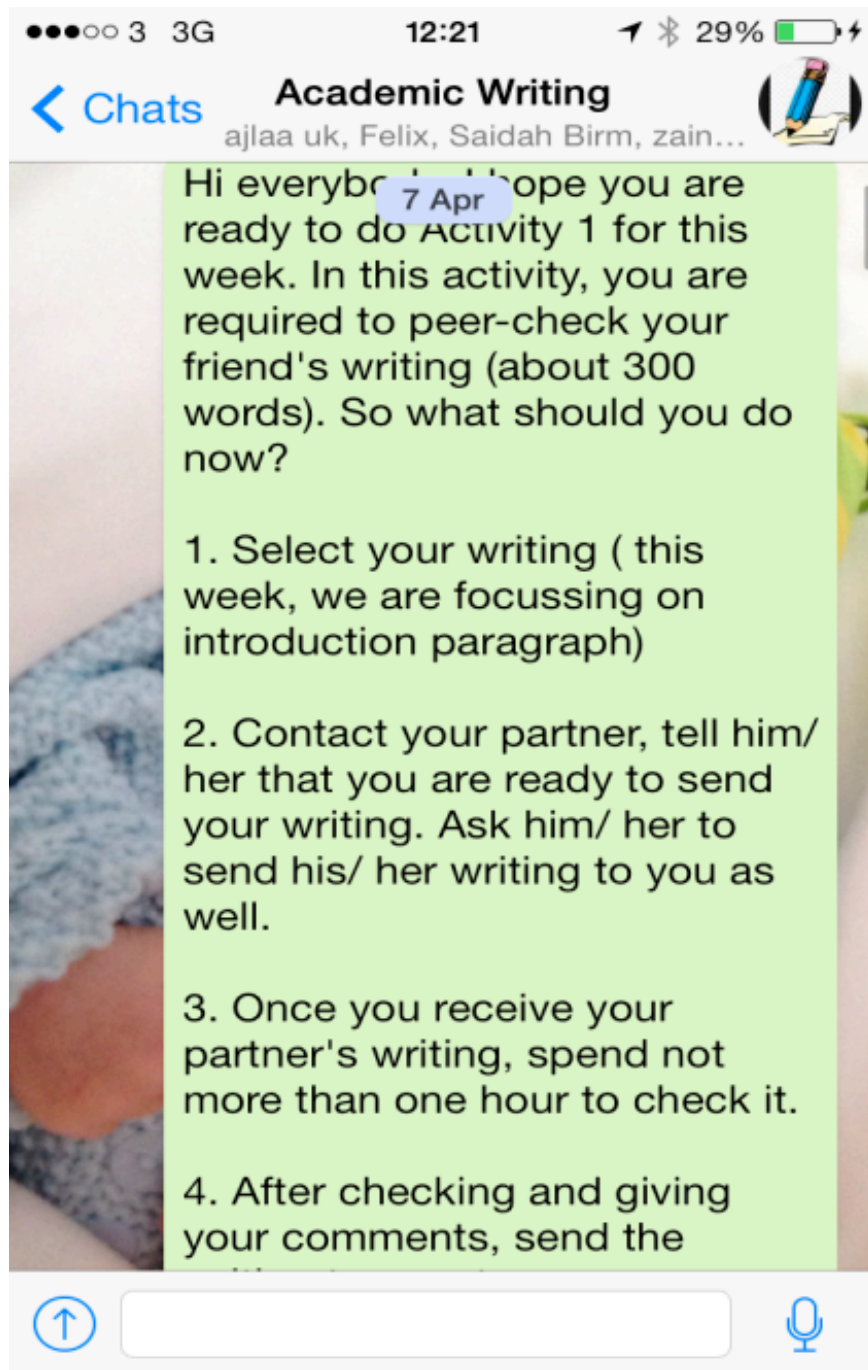 3 3G 12:21 29%
Chats Academic Writing
ajlaa uk, Felix, Saidah Birm, zain...
7 Apr
Hi ope you are
ready to do Activity 1 for this
week. In this activity, you are
required to peer-check your
friend's writing (about 300
words). So what should you do
now?
1. Select your writing ( this
week, we are focussing on
introduction paragraph)
2. Contact your partner, tell him/
her that you are ready to send
your writing. Ask him/ her to
send his/ her writing to you as
well.
3. Once you receive your
partner's writing, spend not
more than one hour to check it.
4. After checking and giving
your comments, send the